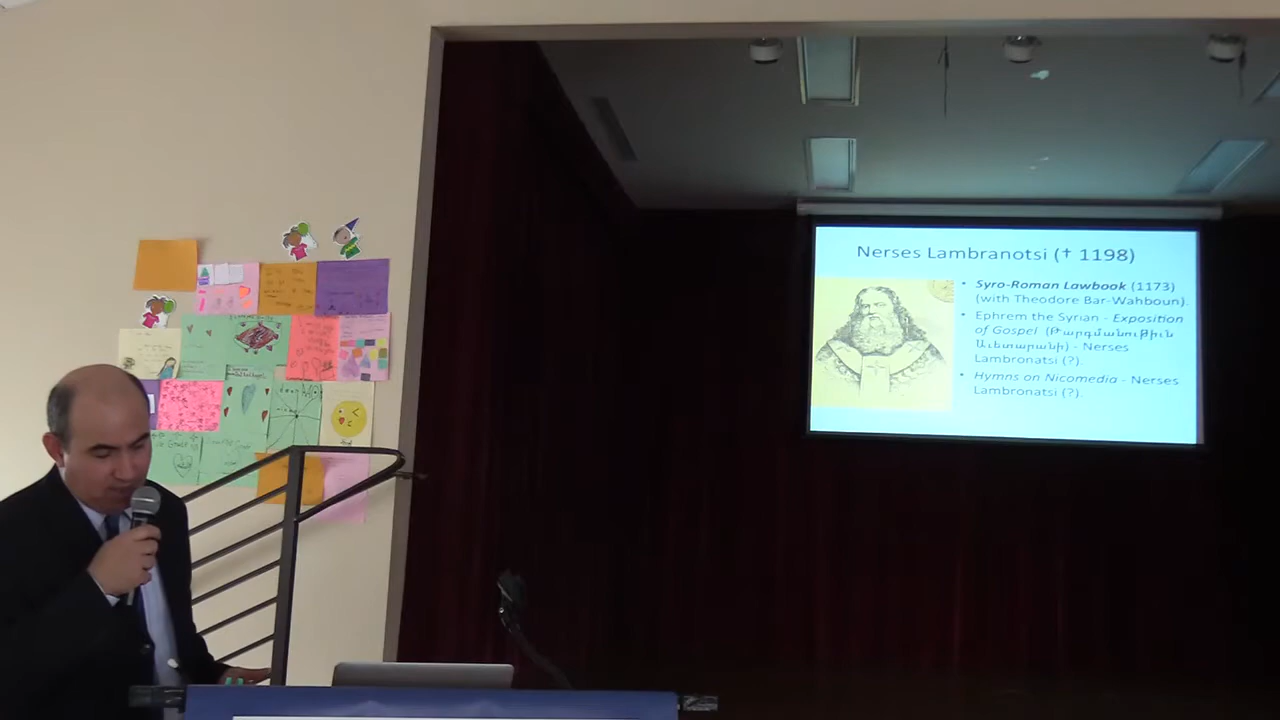 Nerses Lambranotsi († 1198)
• Syro-Roman Lawbook (1173)
(with Theodore Bar-Wahboun).
• Ephrem the Syrian - Exposition
of Gospel (Թարգմանութիւն
Աւետարանի) - Nerses
Lambronatsi (?).
• Hymns on Nicomedia - Nerses
Lambronatsi (?).